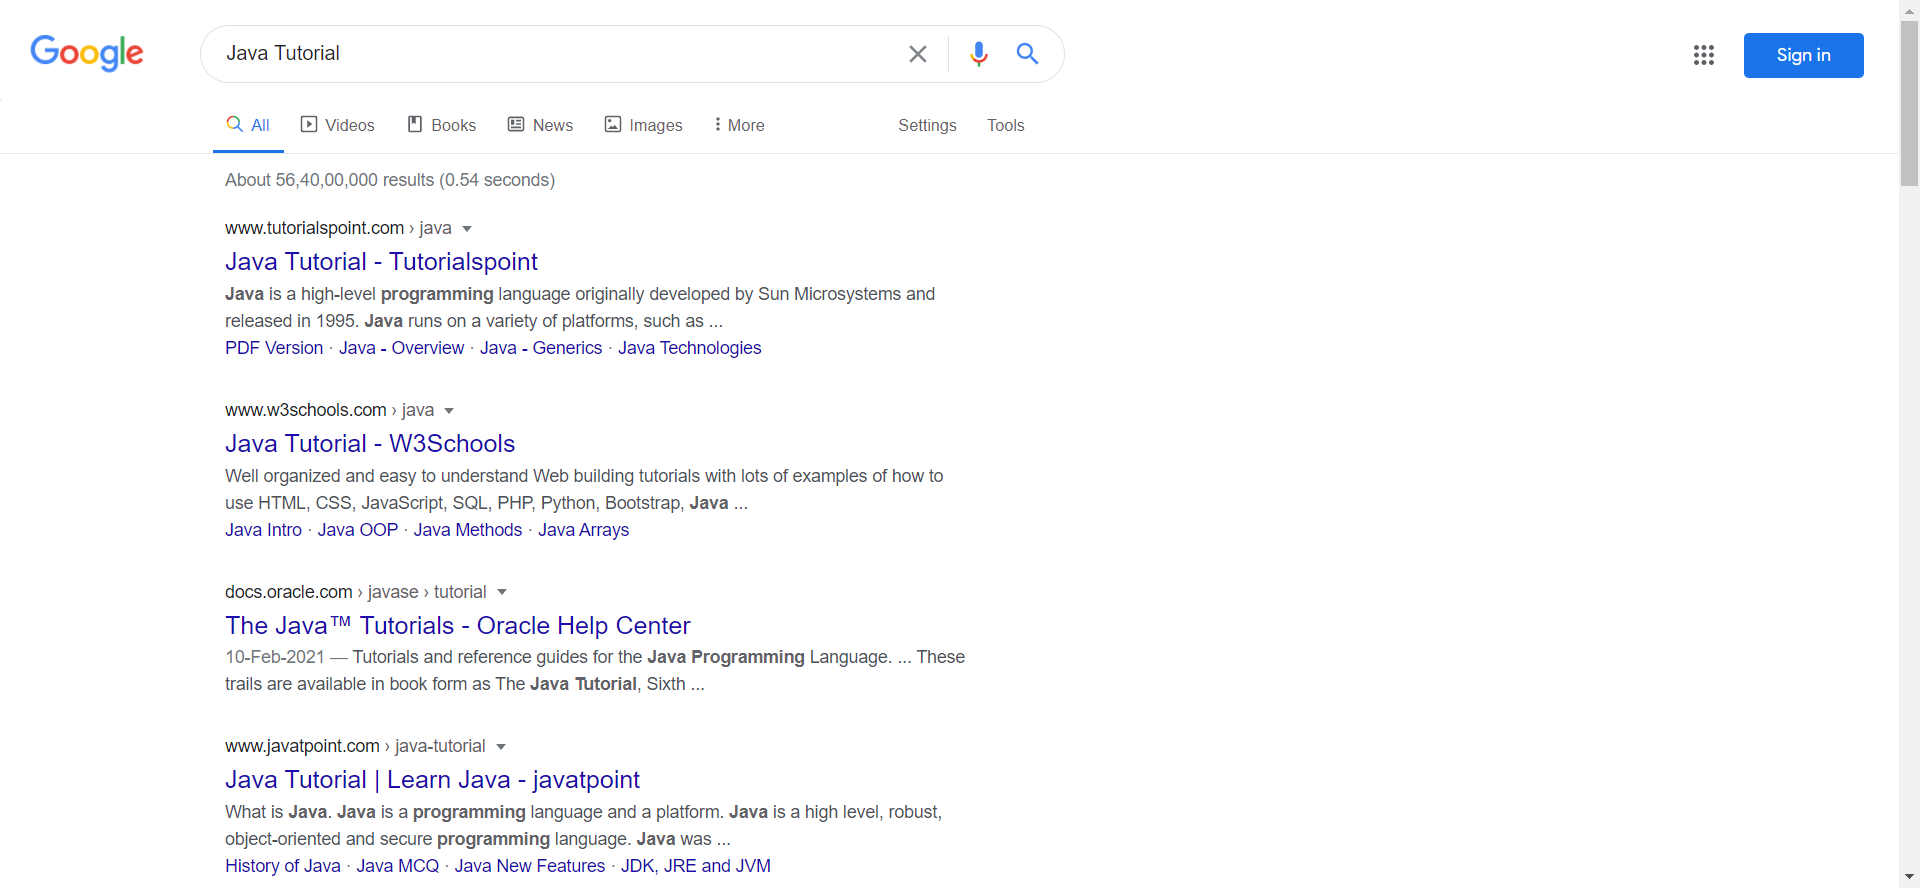 Google
Java Tutorial
Sign in
All Videos Books News Images More Settings Tools
About 56,40,00,000 results (0.54 seconds)
www.tutorialspoint.com › java
Java Tutorial - Tutorialspoint
Java is a high-level programming language originally developed by Sun Microsystems and
released in 1995. Java runs on a variety of platforms, such as ...
PDF Version · Java - Overview · Java - Generics · Java Technologies
www.w3schools.com › java
Java Tutorial - W3Schools
Well organized and easy to understand Web building tutorials with lots of examples of how to
use HTML, CSS, JavaScript, SQL, PHP, Python, Bootstrap, Java ...
Java Intro · Java OOP · Java Methods · Java Arrays
docs.oracle.com › javase › tutorial
The Java™ Tutorials - Oracle Help Center
10-Feb-2021 — Tutorials and reference guides for the Java Programming Language. ... These
trails are available in book form as The Java Tutorial, Sixth ...
www.javatpoint.com › java-tutorial
Java Tutorial | Learn Java - javatpoint
What is Java. Java is a programming language and a platform. Java is a high level, robust,
object-oriented and secure programming language. Java was ...
History of Java · Java MCQ · Java New Features · JDK, JRE and JVM